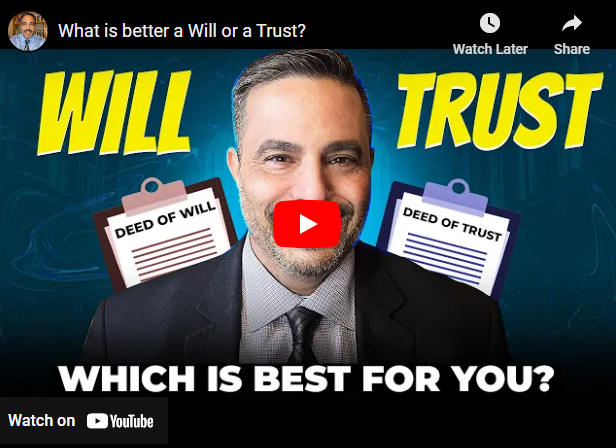 What is better a Will or a Trust?
Watch Later
Share
WILL
TRUST
DEED OF WILL
DEED OF TRUST
WHICH IS BEST FOR YOU?
Watch on YouTube